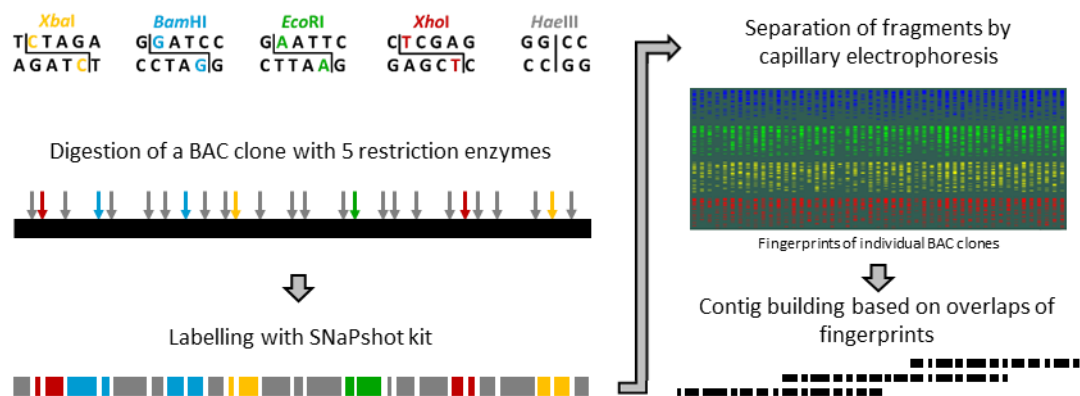 XbaI
TCTAGA
AGATCT
BamHI
GGATCC
CCTAGG
EcoRI
GAATTC
CTTAAG
XhoI
CTCGAG
GAGCTC
HaeIII
GGCC
CCGG
Digestion of a BAC clone with 5 restriction enzymes
Labelling with SNaPshot kit
Separation of fragments by
capillary electrophoresis
Fingerprints of individual BAC clones
Contig building based on overlaps of
fingerprints